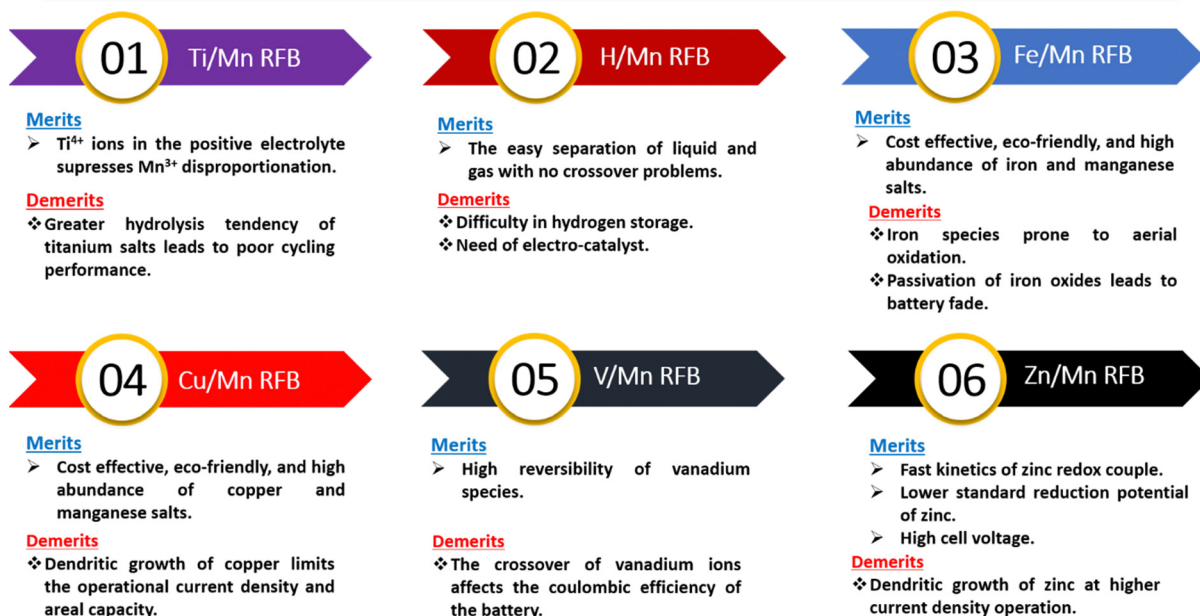 01 Ti/Mn RFB
Merits
➢ Ti⁴⁺ ions in the positive electrolyte
supresses Mn³⁺ disproportionation.
Demerits
❖Greater hydrolysis tendency of
titanium salts leads to poor cycling
performance.
02 H/Mn RFB
Merits
➢ The easy separation of liquid and
gas with no crossover problems.
Demerits
❖Difficulty in hydrogen storage.
❖Need of electro-catalyst.
03 Fe/Mn RFB
Merits
➢ Cost effective, eco-friendly, and high
abundance of iron and manganese
salts.
Demerits
❖Iron species prone to aerial
oxidation.
❖Passivation of iron oxides leads to
battery fade.
04 Cu/Mn RFB
Merits
➢ Cost effective, eco-friendly, and high
abundance of copper and
manganese salts.
Demerits
❖Dendritic growth of copper limits
the operational current density and
areal capacity.
05 V/Mn RFB
Merits
➢ High reversibility of vanadium
species.
Demerits
❖The crossover of vanadium ions
affects the coulombic efficiency of
the battery.
06 Zn/Mn RFB
Merits
➢ Fast kinetics of zinc redox couple.
➢ Lower standard reduction potential
of zinc.
➢ High cell voltage.
Demerits
❖Dendritic growth of zinc at higher
current density operation.